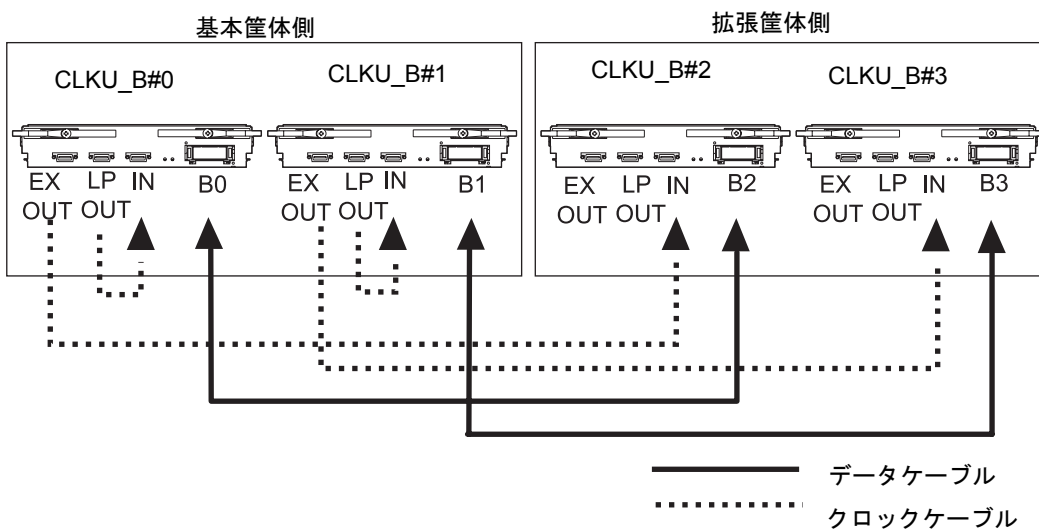 基本筐体側
拡張筐体側
CLKU_B#0
CLKU_B#1
CLKU_B#2
CLKU_B#3
EX OUT
LP OUT
IN
B0
EX OUT
LP OUT
IN
B1
EX OUT
LP OUT
IN
B2
EX OUT
LP OUT
IN
B3
データケーブル
クロックケーブル